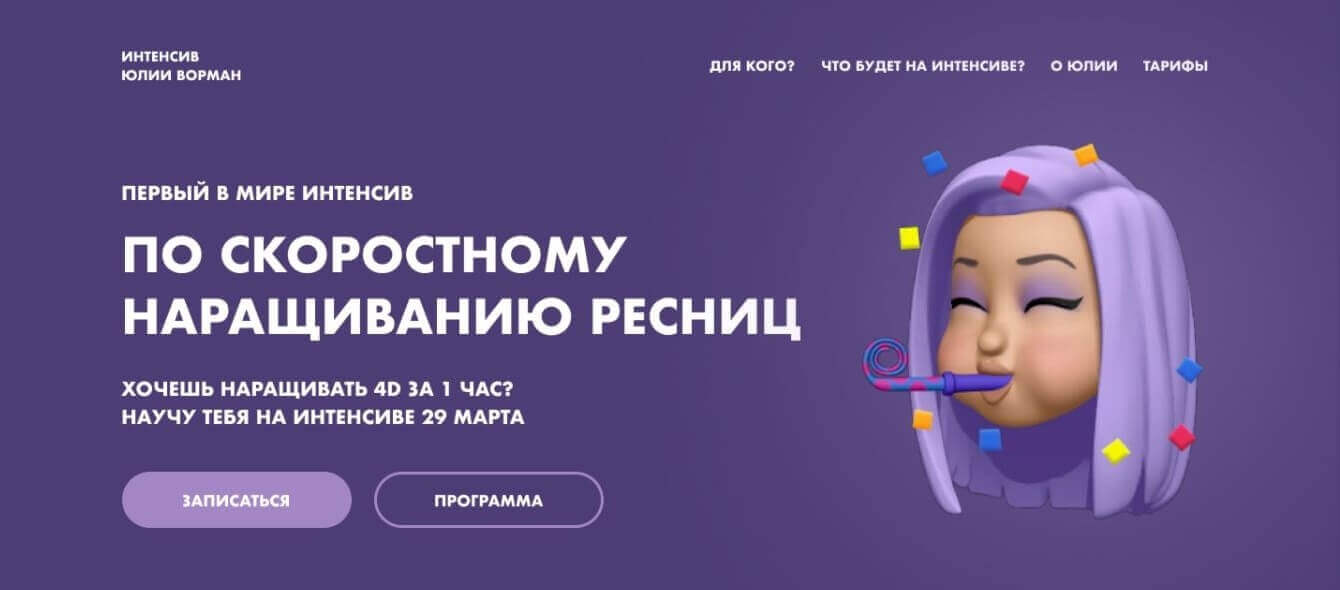 ИНТЕНСИВ
ЮЛИИ ВОРМАН
ДЛЯ КОГО? ЧТО БУДЕТ НА ИНТЕНСИВЕ? О ЮЛИИ ТАРИФЫ
ПЕРВЫЙ В МИРЕ ИНТЕНСИВ
ПО СКОРОСТНОМУ
НАРАЩИВАНИЮ РЕСНИЦ
ХОЧЕШЬ НАРАЩИВАТЬ 4D ЗА 1 ЧАС?
НАУЧУ ТЕБЯ НА ИНТЕНСИВЕ 29 МАРТА
ЗАПИСАТЬСЯ ПРОГРАММА